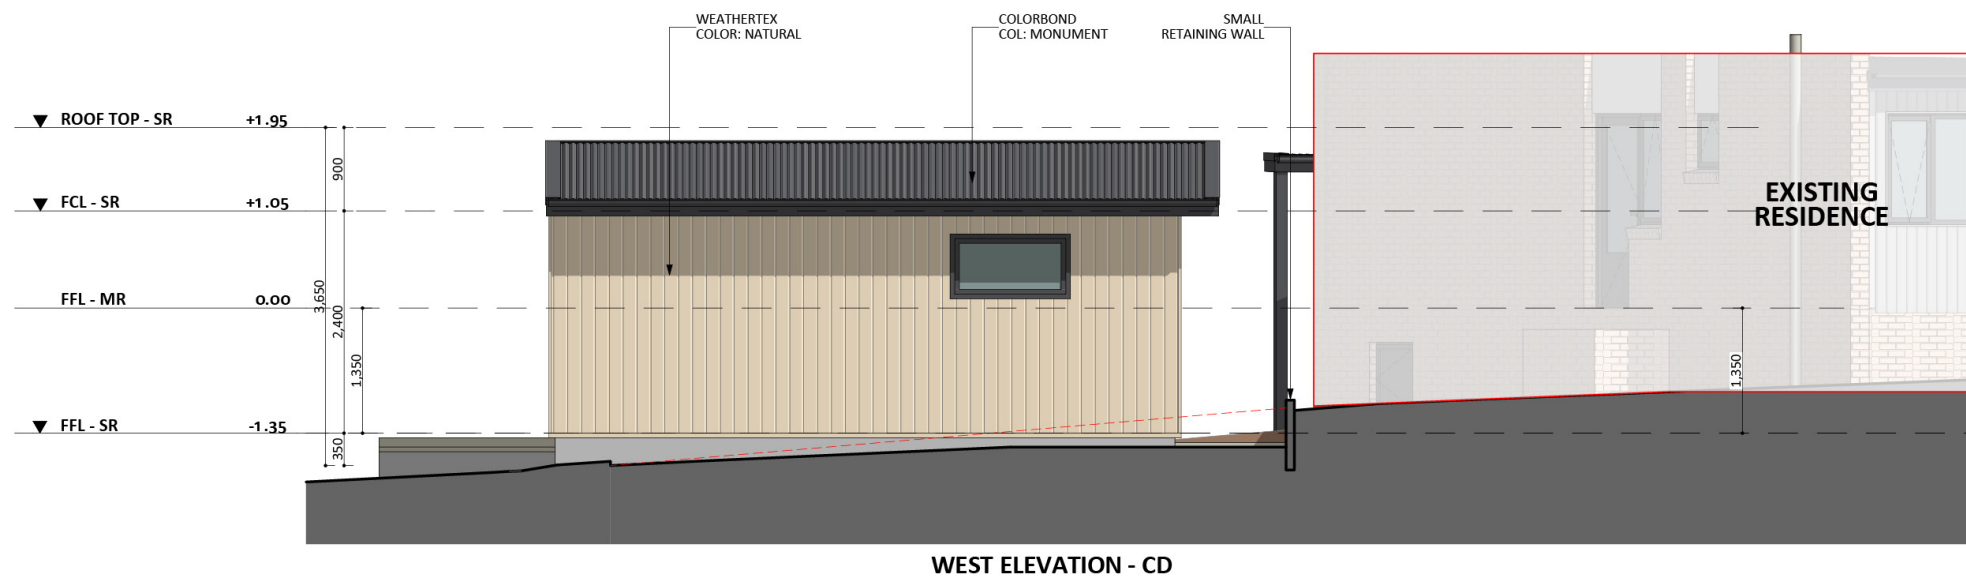 WEATHERTEX
COLOR: NATURAL
COLORBOND
COL: MONUMENT
SMALL
RETAINING WALL
ROOF TOP - SR +1.95
900
FCL - SR +1.05
EXISTING
RESIDENCE
3,650
2,400
FFL - MR 0.00
1,350
1,350
FFL - SR -1.35
350
WEST ELEVATION - CD